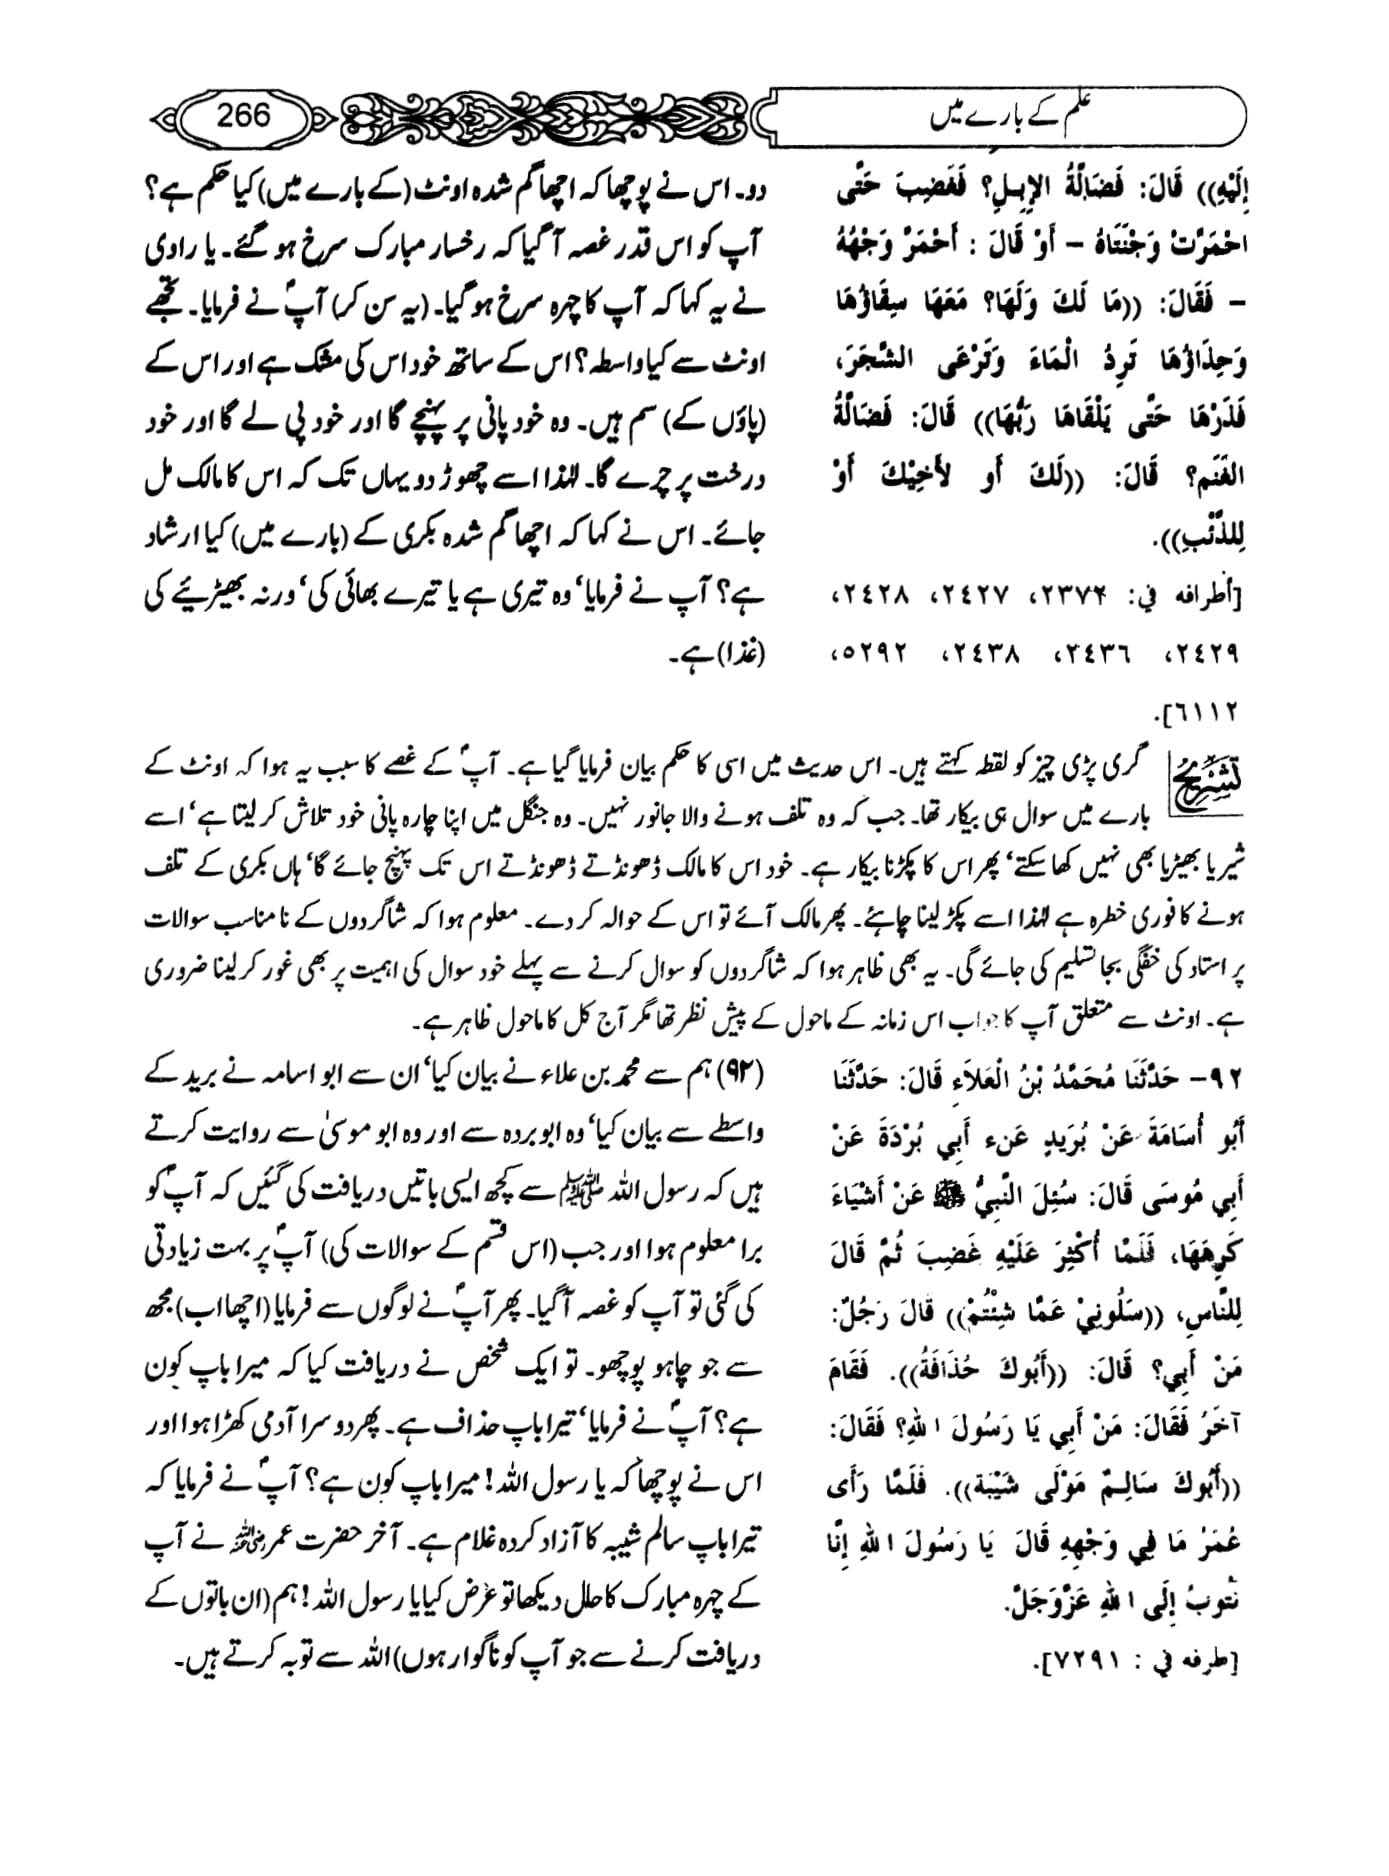 علم کے بارے میں
266
إِلَيْهِ)) قَالَ: فَضَالَّةُ الإِبِلِ؟ فَغَضِبَ حَتَّى
احْمَرَّتْ وَجْنَتَاهُ – أَوْ قَالَ : أَحْمَرَّ وَجْهُهُ
– فَقَالَ: ((مَا لَكَ وَلَهَا؟ مَعَهَا سِقَاؤُهَا
وَحِذَاؤُهَا تَرِدُ الْمَاءَ وَتَرْعَى الشَّجَرَ،
فَذَرْهَا حَتَّى يَلْقَاهَا رَبُّهَا)) قَالَ: فَضَالَّةُ
الغَنَمِ؟ قَالَ: ((لَكَ أَو لأَخِيْكَ أَوْ
لِلذِّئْبِ)).
[أطرافه في: ٢٣٧٢، ٢٤٢٧، ٢٤٢٨،
٢٤٢٩، ٢٤٣٦، ٢٤٣٨، ٥٢٩٢،
٦١١٢].
دو۔ اس نے پوچھا کہ اچھا گم شدہ اونٹ (کے بارے میں) کیا حکم ہے؟
آپ کو اس قدر غصہ آ گیا کہ رخسار مبارک سرخ ہو گئے۔ یا راوی
نے یہ کہا کہ آپ کا چہرہ سرخ ہو گیا۔ (یہ سن کر) آپؐ نے فرمایا۔ تجھے
اونٹ سے کیا واسطہ؟ اس کے ساتھ خود اس کی مشک ہے اور اس کے
(پاؤں کے) سم ہیں۔ وہ خود پانی پر پہنچے گا اور خود پی لے گا اور خود
درخت پر چرے گا۔ لہٰذا اسے چھوڑ دو یہاں تک کہ اس کا مالک مل
جائے۔ اس نے کہا کہ اچھا گم شدہ بکری کے (بارے میں) کیا ارشاد
ہے؟ آپ نے فرمایا‘ وہ تیری ہے یا تیرے بھائی کی‘ ورنہ بھیڑیئے کی
(غذا) ہے۔
تشریح گری پڑی چیز کو لقطہ کہتے ہیں۔ اس حدیث میں اسی کا حکم بیان فرمایا گیا ہے۔ آپؐ کے غصے کا سبب یہ ہوا کہ اونٹ کے
بارے میں سوال ہی بیکار تھا۔ جب کہ وہ تلف ہونے والا جانور نہیں۔ وہ جنگل میں اپنا چارہ پانی خود تلاش کر لیتا ہے‘ اسے
شیر یا بھیڑیا بھی نہیں کھا سکتے‘ پھر اس کا پکڑنا بیکار ہے۔ خود اس کا مالک ڈھونڈتے ڈھونڈتے اس تک پہنچ جائے گا‘ ہاں بکری کے تلف
ہونے کا فوری خطرہ ہے لہٰذا اسے پکڑ لینا چاہئے۔ پھر مالک آئے تو اس کے حوالہ کر دے۔ معلوم ہوا کہ شاگردوں کے نامناسب سوالات
پر استاد کی خفگی بجا تسلیم کی جائے گی۔ یہ بھی ظاہر ہوا کہ شاگردوں کو سوال کرنے سے پہلے خود سوال کی اہمیت پر بھی غور کر لینا ضروری
ہے۔ اونٹ سے متعلق آپ کا جواب اس زمانہ کے ماحول کے پیش نظر تھا مگر آج کل کا ماحول ظاہر ہے۔
٩٢– حَدَّثَنَا مُحَمَّدُ بْنُ الْعَلاَءِ قَالَ: حَدَّثَنَا
أَبُو أُسَامَةَ عَنْ بُرَيدٍ عَنء أَبِي بُرْدَةَ عَنْ
أَبِي مُوسَى قَالَ: سُئِلَ النَّبِيُّ ﷺ عَنْ أَشْيَاءَ
كَرِهَهَا، فَلَمَّا أُكْثِرَ عَلَيْهِ غَضِبَ ثُمَّ قَالَ
لِلنَّاسِ، ((سَلُونِيْ عَمَّا شِئْتُمْ)) قَالَ رَجُلٌ:
مَنْ أَبِي؟ قَالَ: ((أَبُوكَ حُذَافَةُ)). فَقَامَ
آخَرُ فَقَالَ: مَنْ أَبِي يَا رَسُولَ اللهِ؟ فَقَالَ:
((أَبُوكَ سَالِمٌ مَوْلَى شَيْبَة)). فَلَمَّا رَأَى
عُمَرُ مَا فِي وَجْهِهِ قَالَ يَا رَسُولَ اللهِ إِنَّا
نَتُوبُ إِلَى اللهِ عَزَّوَجَلَّ.
[طرفه في : ٧٢٩١].
(۹۲) ہم سے محمد بن علاء نے بیان کیا‘ ان سے ابو اسامہ نے برید کے
واسطے سے بیان کیا‘ وہ ابوبردہ سے اور وہ ابو موسیٰ سے روایت کرتے
ہیں کہ رسول اللہ ﷺ سے کچھ ایسی باتیں دریافت کی گئیں کہ آپؐ کو
برا معلوم ہوا اور جب (اس قسم کے سوالات کی) آپؐ پر بہت زیادتی
کی گئی تو آپ کو غصہ آ گیا۔ پھر آپؐ نے لوگوں سے فرمایا (اچھا اب) مجھ
سے جو چاہو پوچھو۔ تو ایک شخص نے دریافت کیا کہ میرا باپ کون
ہے؟ آپؐ نے فرمایا‘ تیرا باپ حذافہ ہے۔ پھر دوسرا آدمی کھڑا ہوا اور
اس نے پوچھا کہ یا رسول اللہ! میرا باپ کون ہے؟ آپؐ نے فرمایا کہ
تیرا باپ سالم شیبہ کا آزاد کردہ غلام ہے۔ آخر حضرت عمر ؓ نے آپ
کے چہرہ مبارک کا حال دیکھا تو عرض کیا یا رسول اللہ! ہم (ان باتوں کے
دریافت کرنے سے جو آپ کو ناگوار ہوں) اللہ سے توبہ کرتے ہیں۔